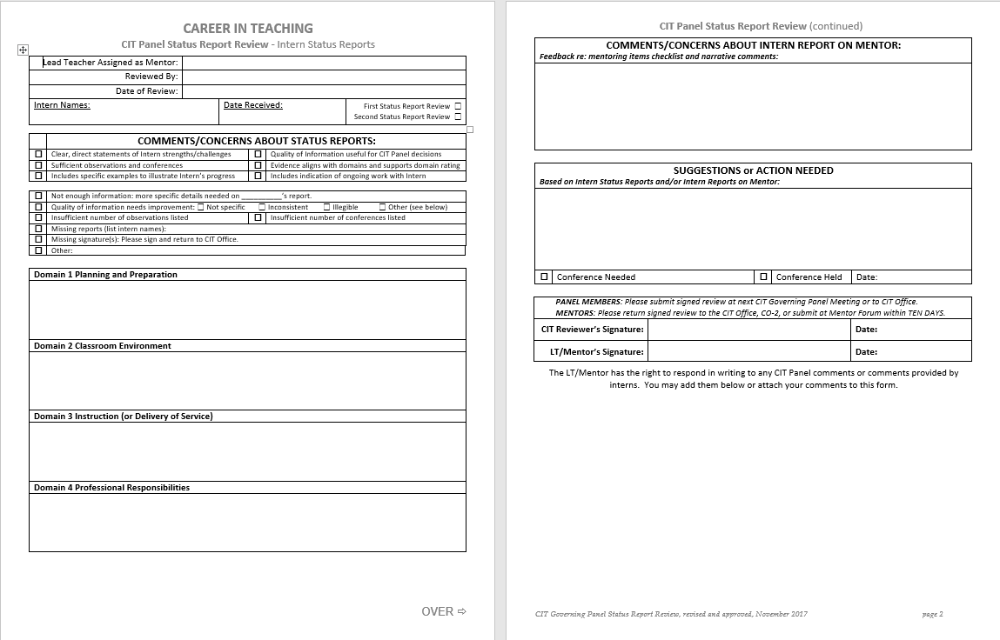 CAREER IN TEACHING
CIT Panel Status Report Review - Intern Status Reports
Lead Teacher Assigned as Mentor:
Reviewed By:
Date of Review:
Intern Names:
Date Received:
First Status Report Review ☐
Second Status Report Review ☐
COMMENTS/CONCERNS ABOUT STATUS REPORTS:
☐ Clear, direct statements of Intern strengths/challenges ☐ Quality of Information useful for CIT Panel decisions
☐ Sufficient observations and conferences ☐ Evidence aligns with domains and supports domain rating
☐ Includes specific examples to illustrate Intern's progress ☐ Includes indication of ongoing work with Intern
☐ Not enough information: more specific details needed on __________'s report.
☐ Quality of information needs improvement: ☐ Not specific ☐ Inconsistent ☐ Illegible ☐ Other (see below)
☐ Insufficient number of observations listed ☐ Insufficient number of conferences listed
☐ Missing reports (list intern names):
☐ Missing signature(s): Please sign and return to CIT Office.
☐ Other:
Domain 1 Planning and Preparation
Domain 2 Classroom Environment
Domain 3 Instruction (or Delivery of Service)
Domain 4 Professional Responsibilities
OVER ⇨
CIT Panel Status Report Review (continued)
COMMENTS/CONCERNS ABOUT INTERN REPORT ON MENTOR:
Feedback re: mentoring items checklist and narrative comments:
SUGGESTIONS or ACTION NEEDED
Based on Intern Status Reports and/or Intern Reports on Mentor:
☐ Conference Needed ☐ Conference Held Date:
PANEL MEMBERS: Please submit signed review at next CIT Governing Panel Meeting or to CIT Office.
MENTORS: Please return signed review to the CIT Office, CO-2, or submit at Mentor Forum within TEN DAYS.
CIT Reviewer's Signature: Date:
LT/Mentor's Signature: Date:
The LT/Mentor has the right to respond in writing to any CIT Panel comments or comments provided by
interns. You may add them below or attach your comments to this form.
CIT Governing Panel Status Report Review, revised and approved, November 2017 page 2